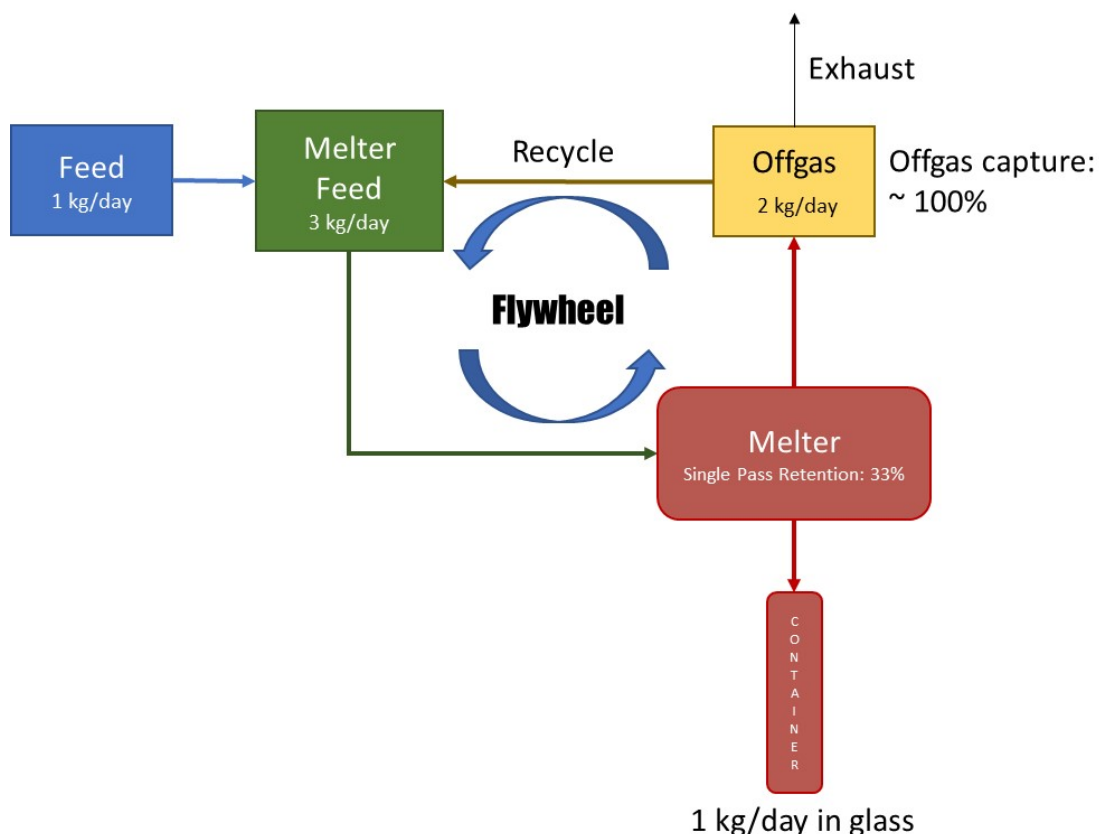 Exhaust
Feed
1 kg/day
Melter
Feed
3 kg/day
Recycle
Offgas
2 kg/day
Offgas capture:
~ 100%
Flywheel
Melter
Single Pass Retention: 33%
CONTAINER
1 kg/day in glass